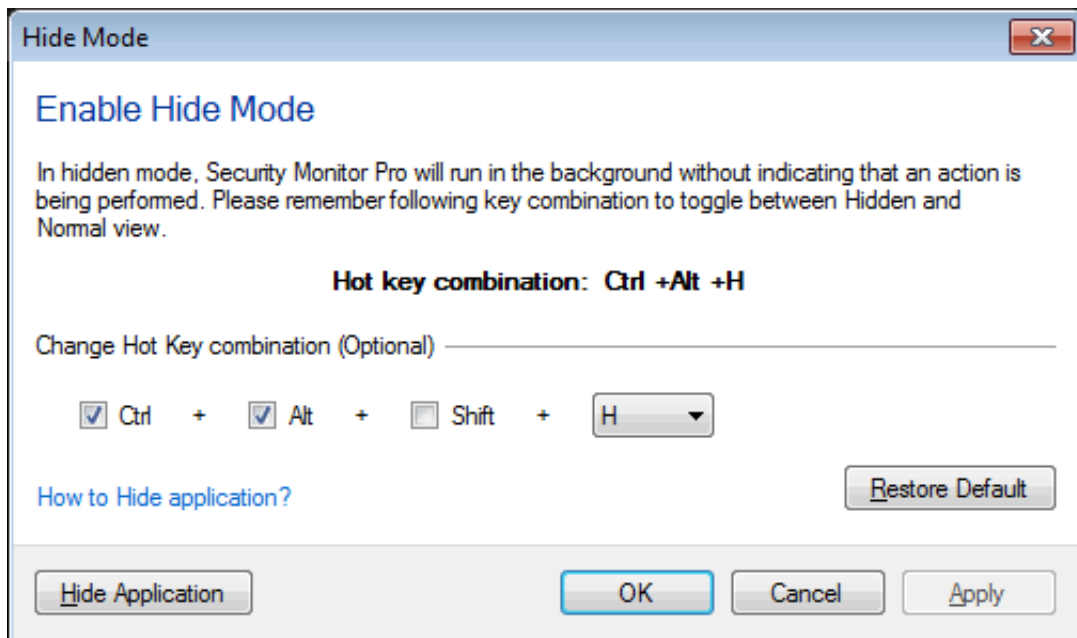 Hide Mode
Enable Hide Mode
In hidden mode, Security Monitor Pro will run in the background without indicating that an action is
being performed. Please remember following key combination to toggle between Hidden and
Normal view.
Hot key combination: Ctrl +Alt +H
Change Hot Key combination (Optional)
Ctrl + Alt + Shift + H
How to Hide application?
Restore Default
Hide Application OK Cancel Apply